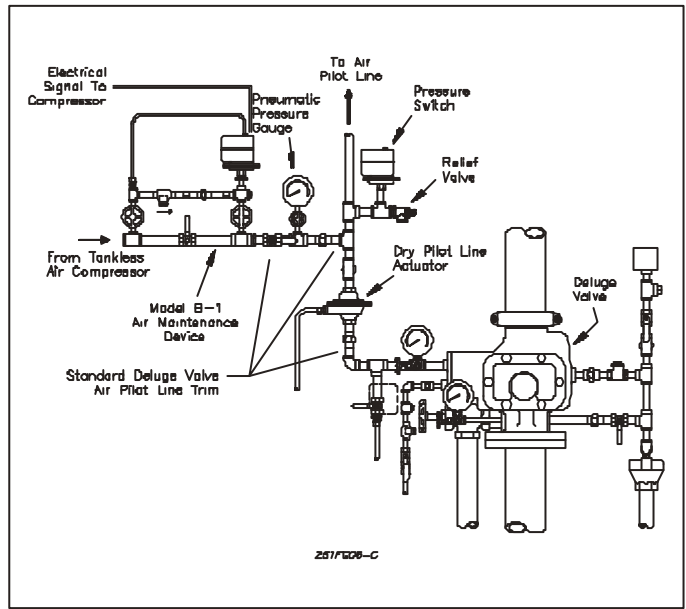 Electrical
Signal To
Compressor
To Air
Pilot Line
Pneumatic
Pressure
Gauge
Pressure
Switch
Relief
Valve
From Tankless
Air Compressor
Dry Pilot Line
Actuator
Deluge
Valve
Model B-1
Air Maintenance
Device
Standard Deluge Valve
Air Pilot Line Trim